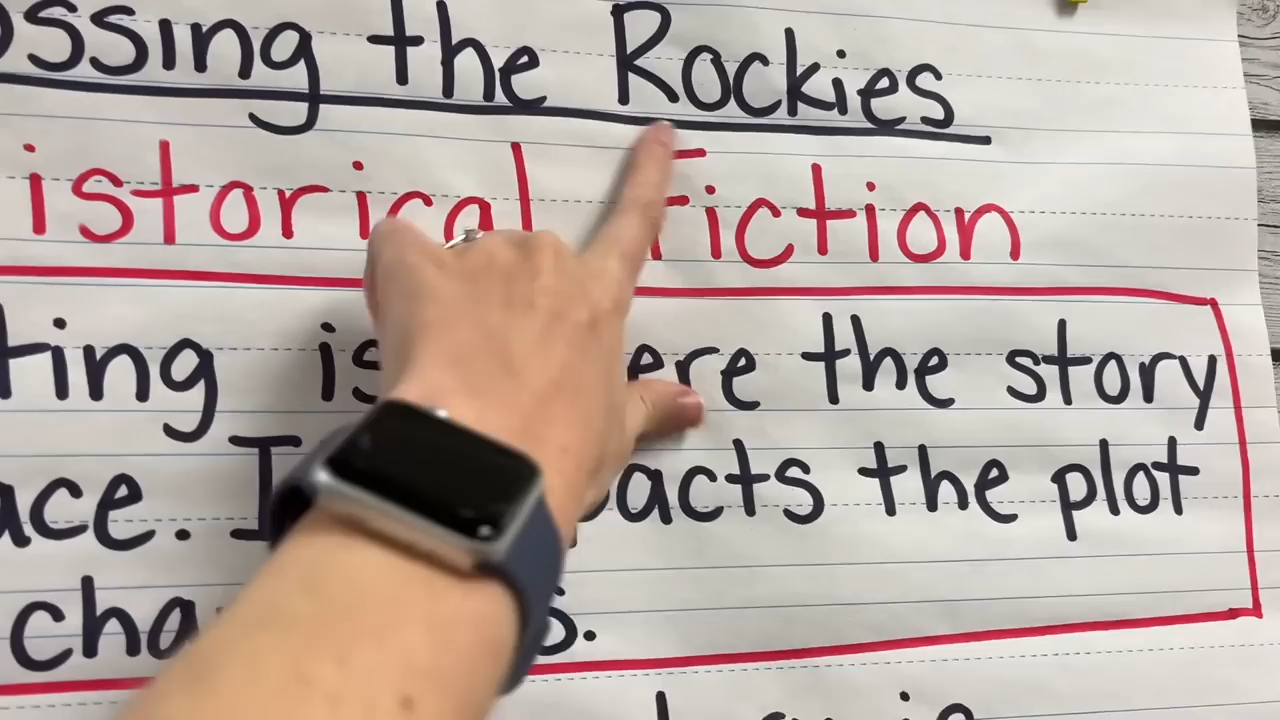 ossing the Rockies
istorical Fiction
ting is ere the story
ace. I acts the plot
cha s.